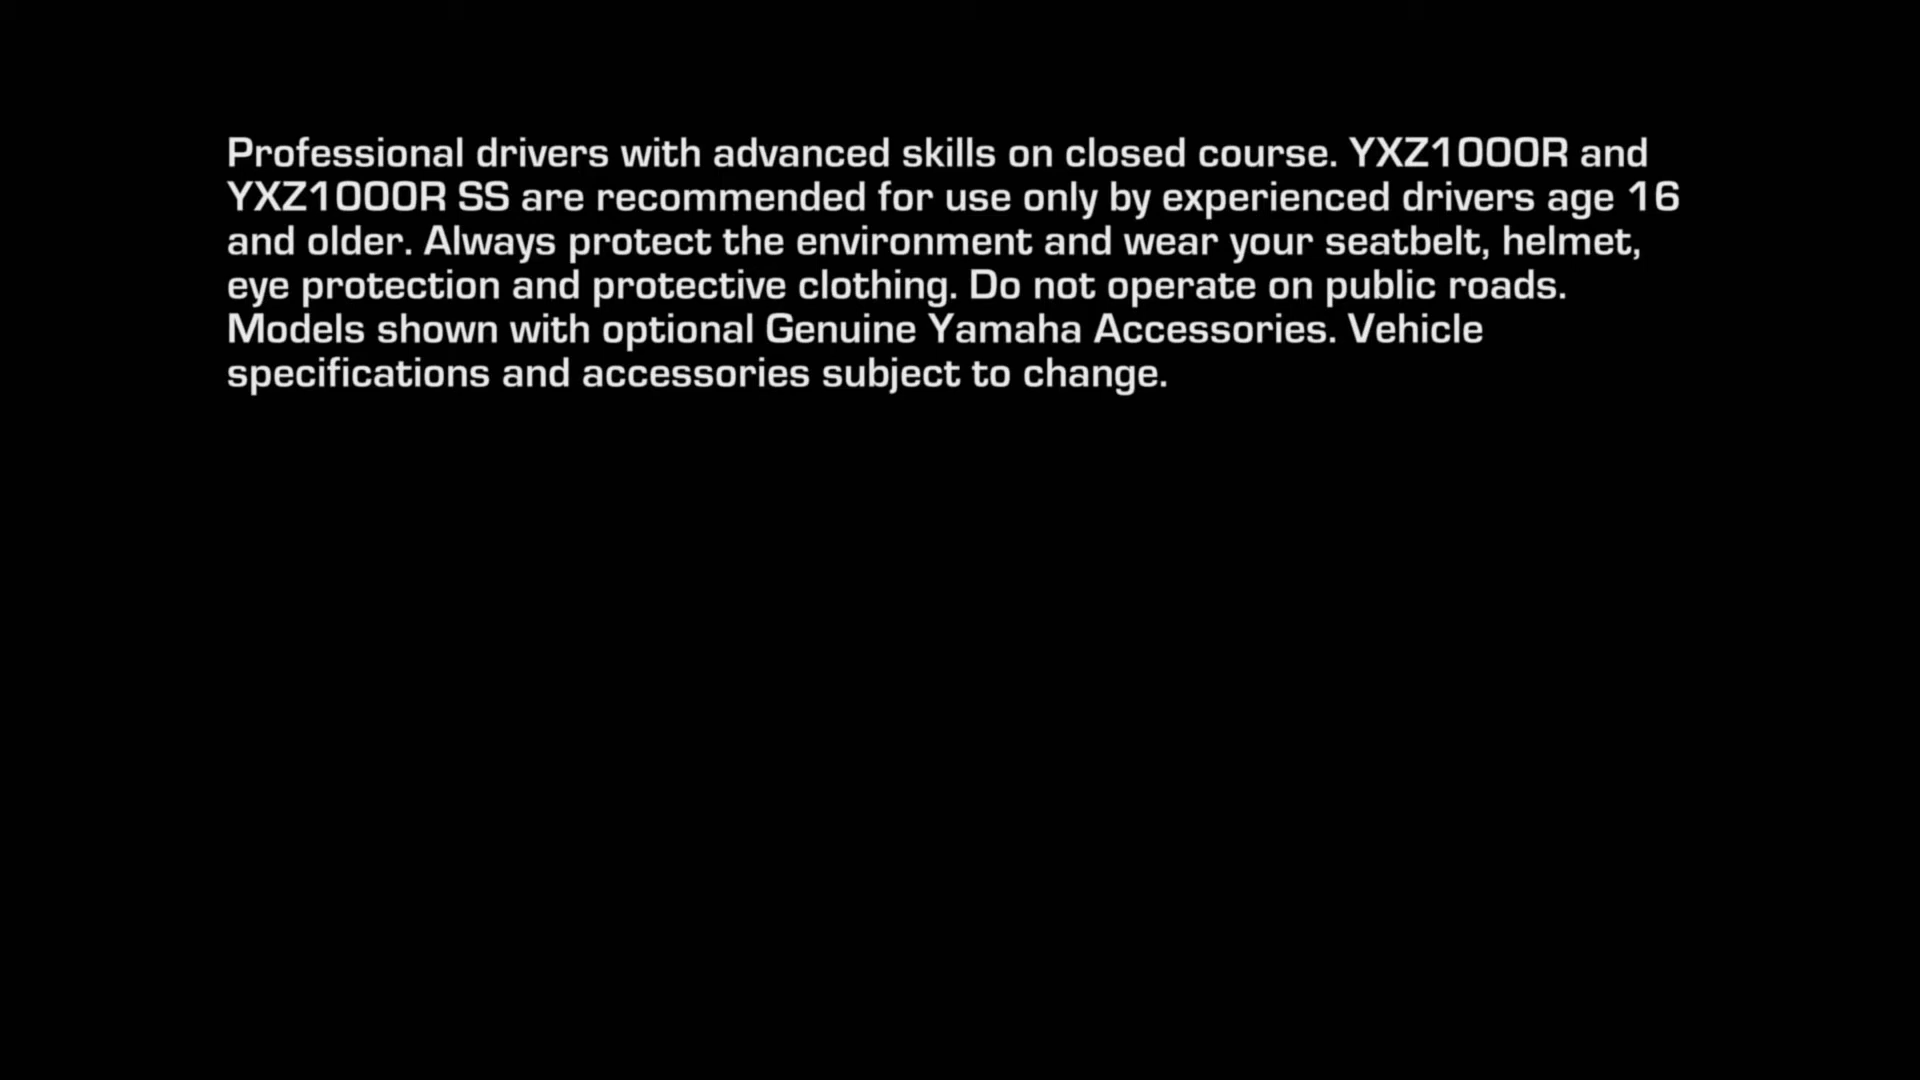 Professional drivers with advanced skills on closed course. YXZ1000R and
YXZ1000R SS are recommended for use only by experienced drivers age 16
and older. Always protect the environment and wear your seatbelt, helmet,
eye protection and protective clothing. Do not operate on public roads.
Models shown with optional Genuine Yamaha Accessories. Vehicle
specifications and accessories subject to change.